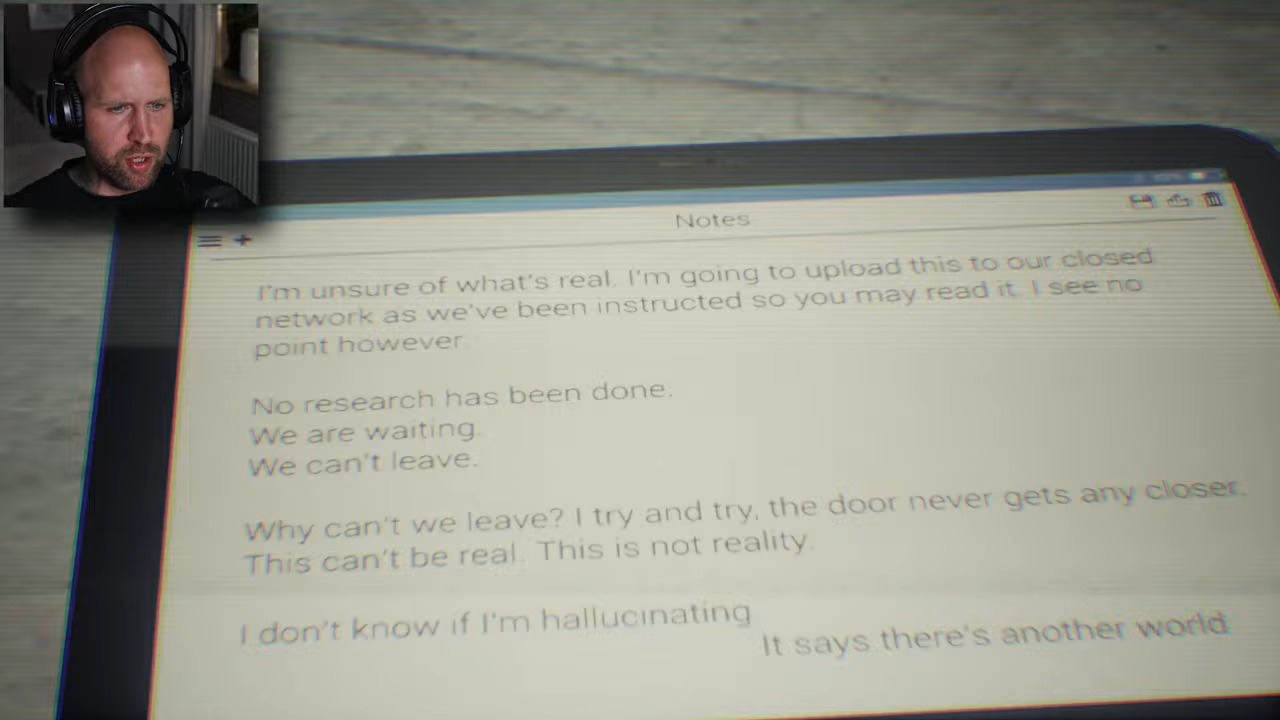 Notes
I'm unsure of what's real. I'm going to upload this to our closed
network as we've been instructed so you may read it. I see no
point however.
No research has been done.
We are waiting.
We can't leave.
Why can't we leave? I try and try, the door never gets any closer.
This can't be real. This is not reality.
I don't know if I'm hallucinating
It says there's another world